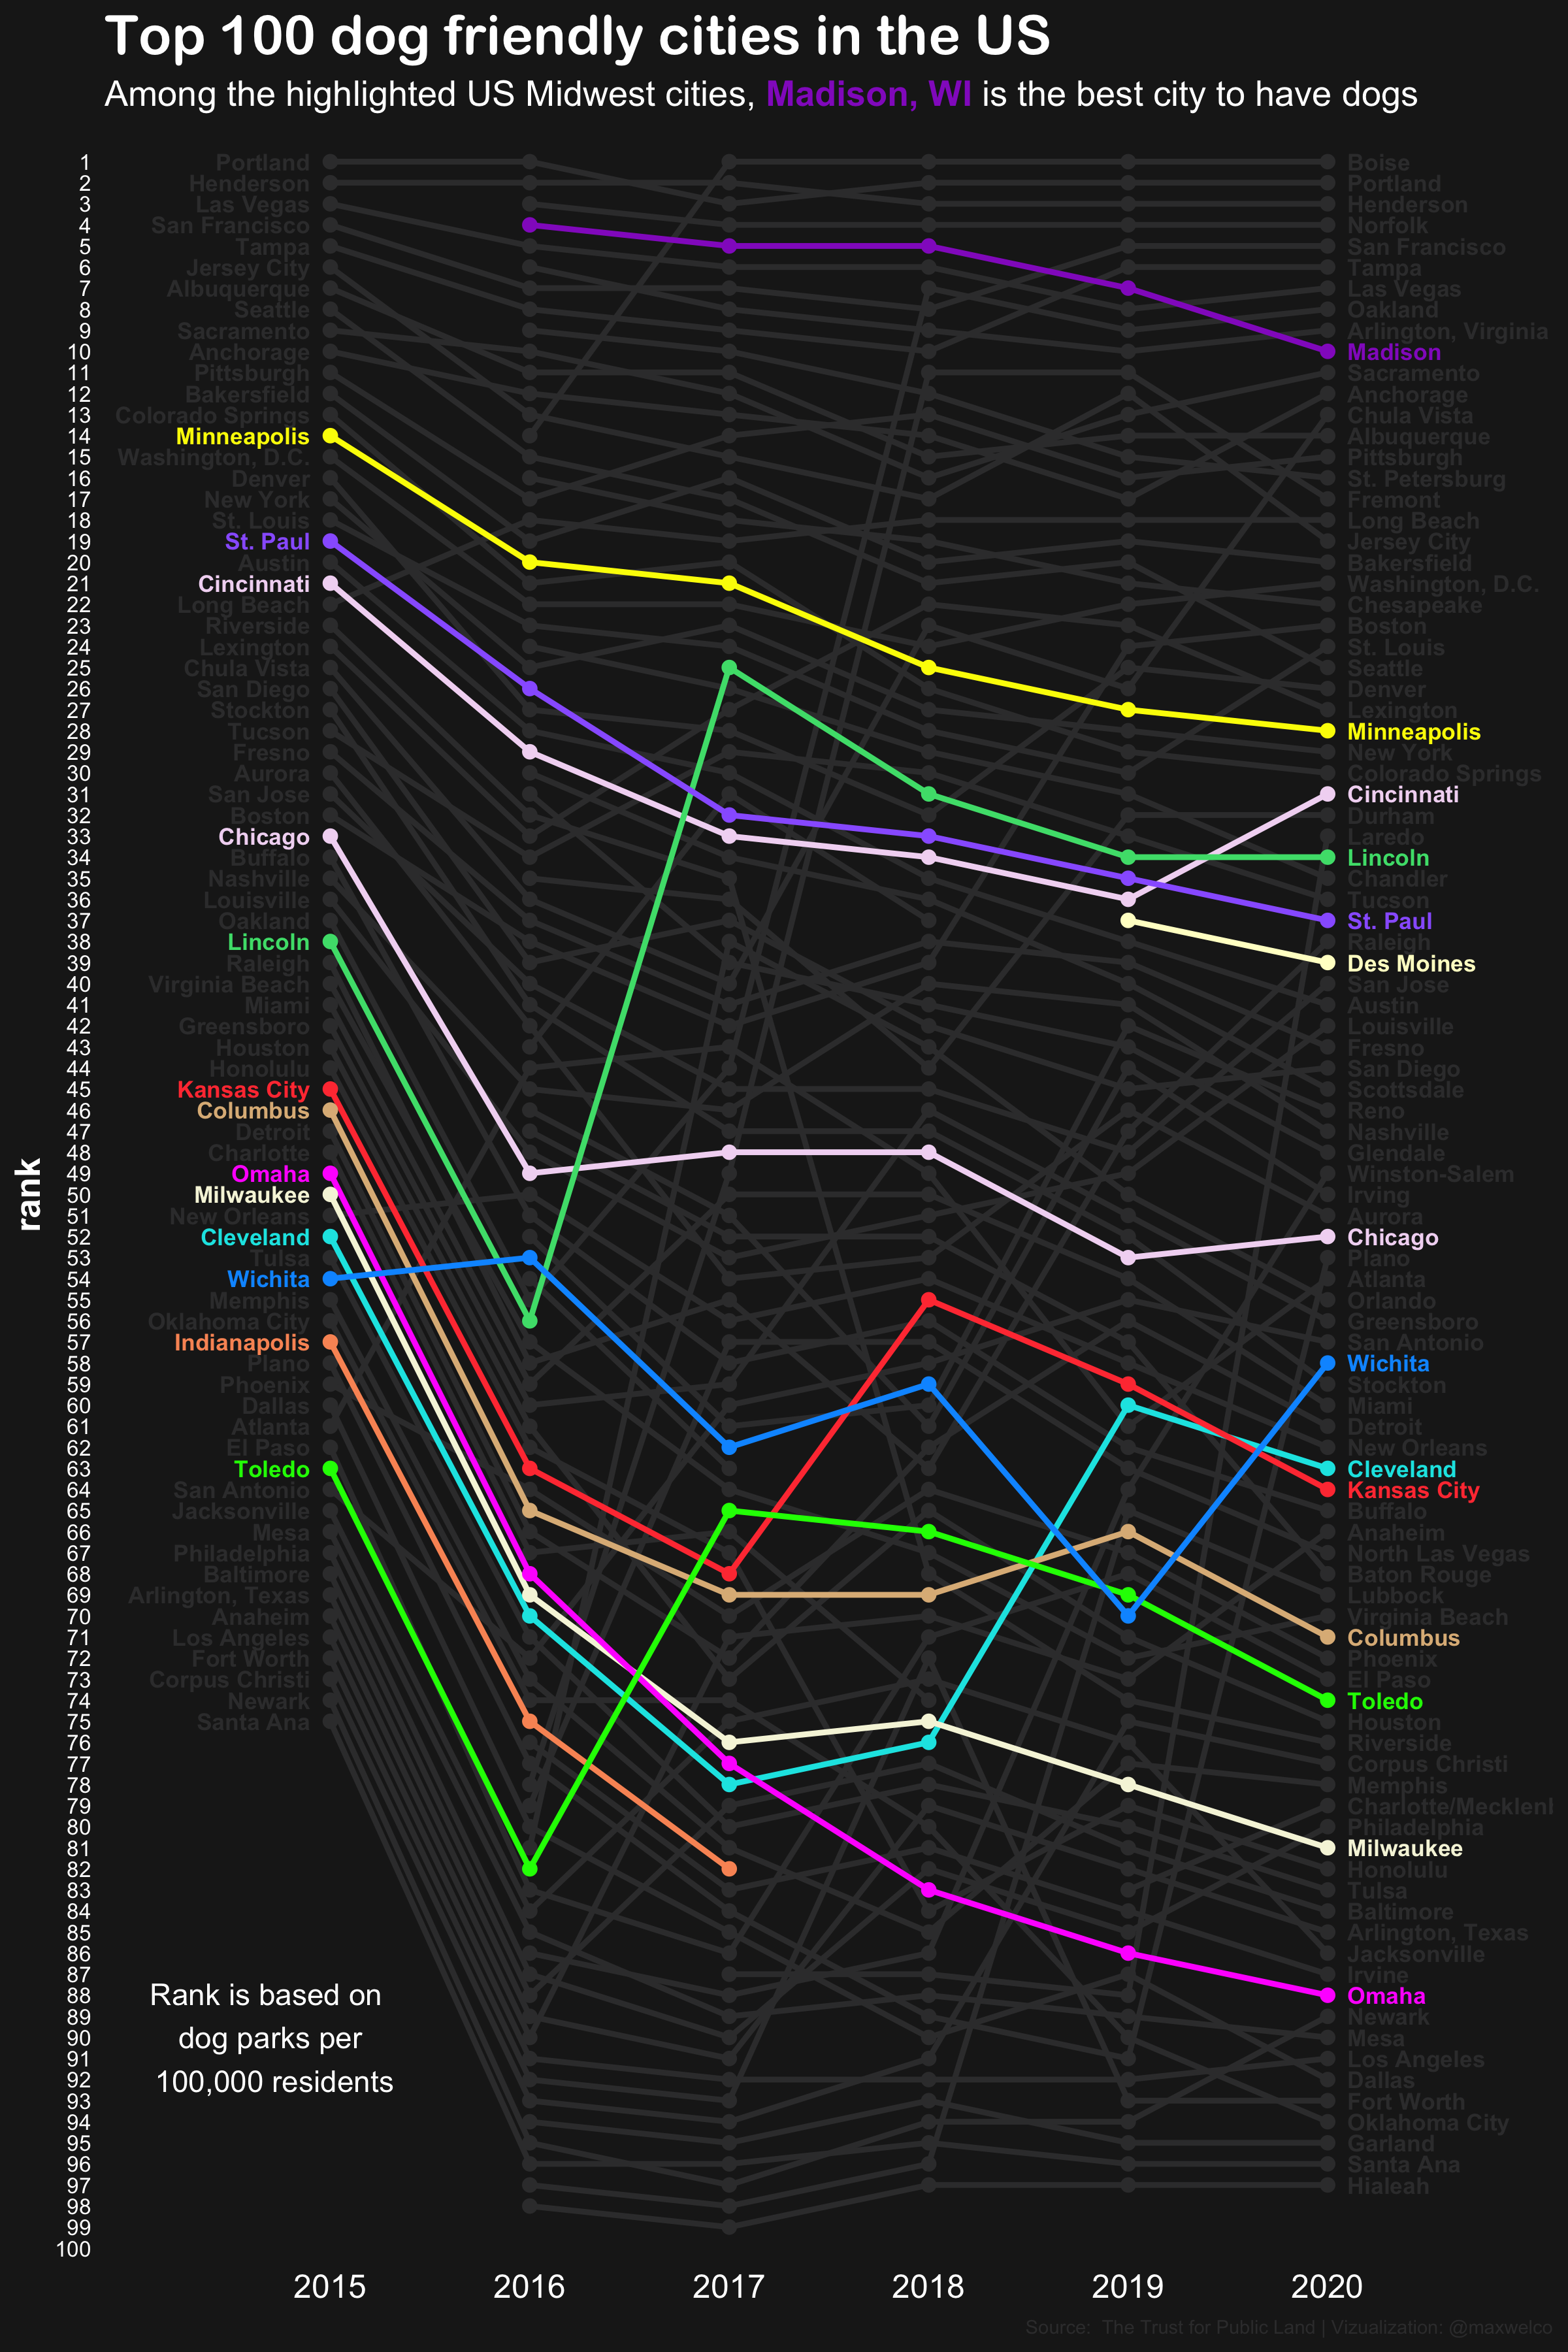 Top 100 dog friendly cities in the US
Among the highlighted US Midwest cities, Madison, WI is the best city to have dogs
rank
1 Portland Boise
2 Henderson Portland
3 Las Vegas Henderson
4 San Francisco Norfolk
5 Tampa San Francisco
6 Jersey City Tampa
7 Albuquerque Las Vegas
8 Seattle Oakland
9 Sacramento Arlington, Virginia
10 Anchorage Madison
11 Pittsburgh Sacramento
12 Bakersfield Anchorage
13 Colorado Springs Chula Vista
14 Minneapolis Albuquerque
15 Washington, D.C. Pittsburgh
16 Denver St. Petersburg
17 New York Fremont
18 St. Louis Long Beach
19 St. Paul Jersey City
20 Austin Bakersfield
21 Cincinnati Washington, D.C.
22 Long Beach Chesapeake
23 Riverside Boston
24 Lexington St. Louis
25 Chula Vista Seattle
26 San Diego Denver
27 Stockton Lexington
28 Tucson Minneapolis
29 Fresno New York
30 Aurora Colorado Springs
31 San Jose Cincinnati
32 Boston Durham
33 Chicago Laredo
34 Buffalo Lincoln
35 Nashville Chandler
36 Louisville Tucson
37 Oakland St. Paul
38 Lincoln Raleigh
39 Raleigh Des Moines
40 Virginia Beach San Jose
41 Miami Austin
42 Greensboro Louisville
43 Houston Fresno
44 Honolulu San Diego
45 Kansas City Scottsdale
46 Columbus Reno
47 Detroit Nashville
48 Charlotte Glendale
49 Omaha Winston-Salem
50 Milwaukee Irving
51 New Orleans Aurora
52 Cleveland Chicago
53 Tulsa Plano
54 Wichita Atlanta
55 Memphis Orlando
56 Oklahoma City Greensboro
57 Indianapolis San Antonio
58 Plano Wichita
59 Phoenix Stockton
60 Dallas Miami
61 Atlanta Detroit
62 El Paso New Orleans
63 Toledo Cleveland
64 San Antonio Kansas City
65 Jacksonville Buffalo
66 Mesa Anaheim
67 Philadelphia North Las Vegas
68 Baltimore Baton Rouge
69 Arlington, Texas Lubbock
70 Anaheim Virginia Beach
71 Los Angeles Columbus
72 Fort Worth Phoenix
73 Corpus Christi El Paso
74 Newark Toledo
75 Santa Ana Houston
76 Riverside
77 Corpus Christi
78 Memphis
79 Charlotte/Mecklenl
80 Philadelphia
81 Milwaukee
82 Honolulu
83 Tulsa
84 Baltimore
85 Arlington, Texas
86 Jacksonville
87 Irvine
88 Omaha
89 Newark
90 Mesa
91 Los Angeles
92 Dallas
93 Fort Worth
94 Oklahoma City
95 Garland
96 Santa Ana
97 Hialeah
98
99
100
Rank is based on
dog parks per
100,000 residents
2015 2016 2017 2018 2019 2020
Source:  The Trust for Public Land | Vizualization: @maxwelco